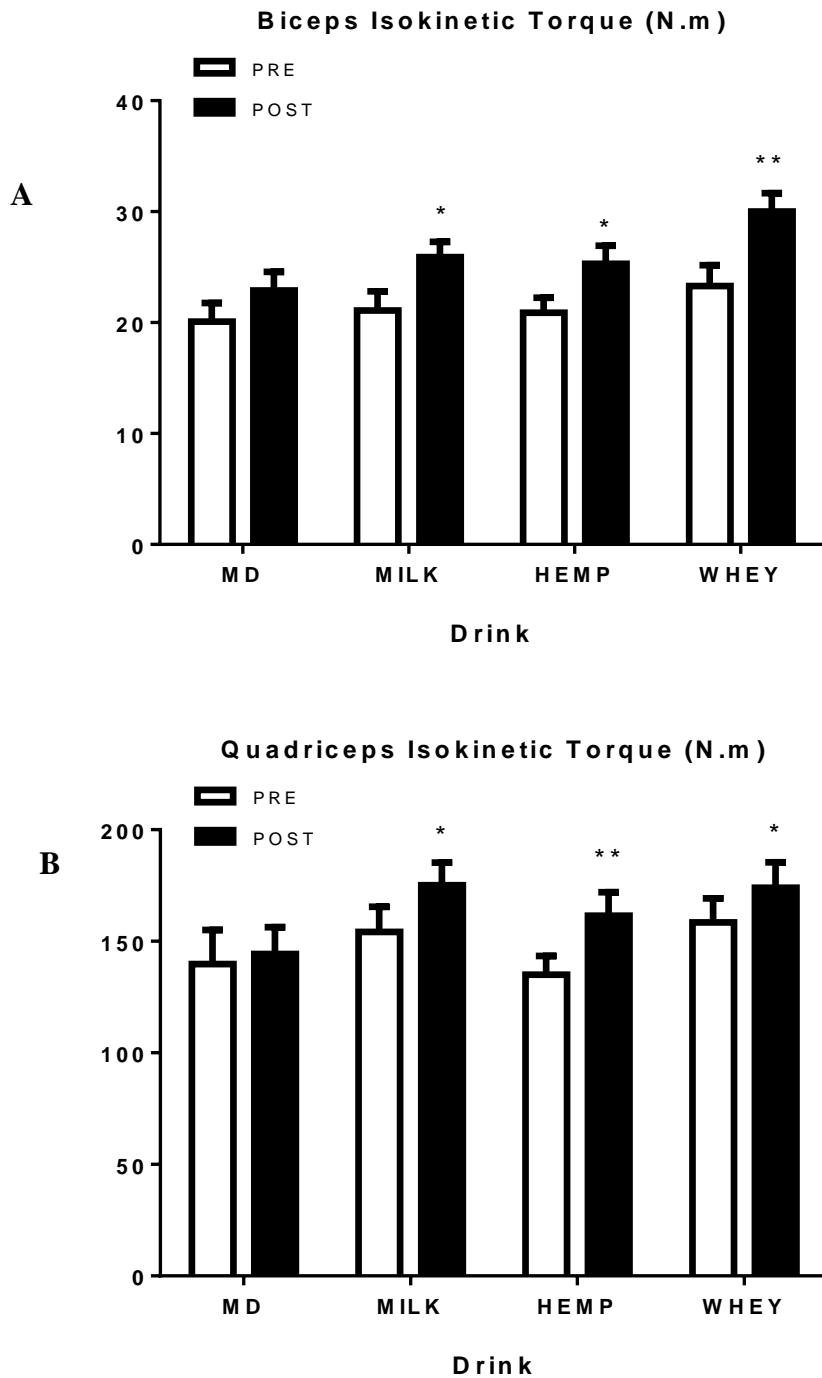 Biceps Isokinetic Torque (N.m)
PRE
POST
A
40
30
20
10
0
*
*
**
MD MILK HEMP WHEY
Drink
Quadriceps Isokinetic Torque (N.m)
PRE
POST
B
200
150
100
50
0
*
**
*
MD MILK HEMP WHEY
Drink